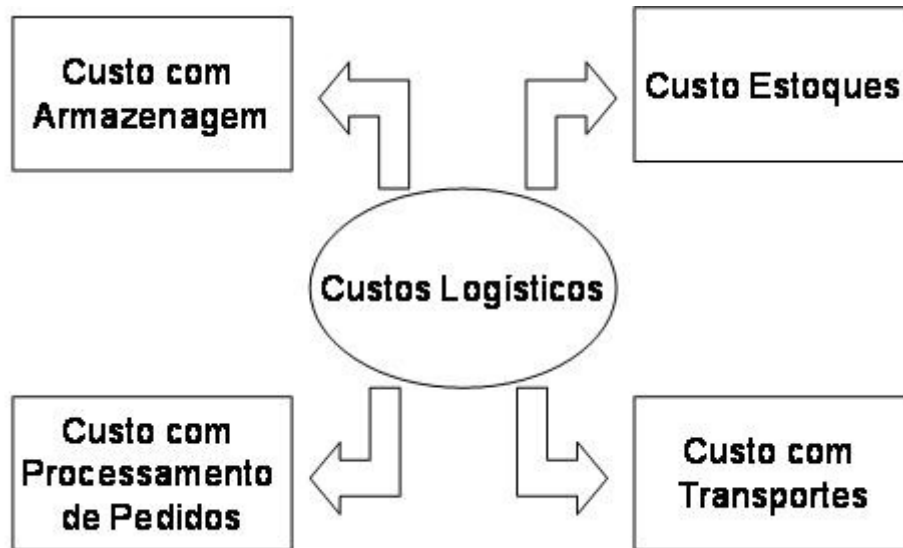 Custo com
Armazenagem
Custo Estoques
Custos Logísticos
Custo com
Processamento
de Pedidos
Custo com
Transportes